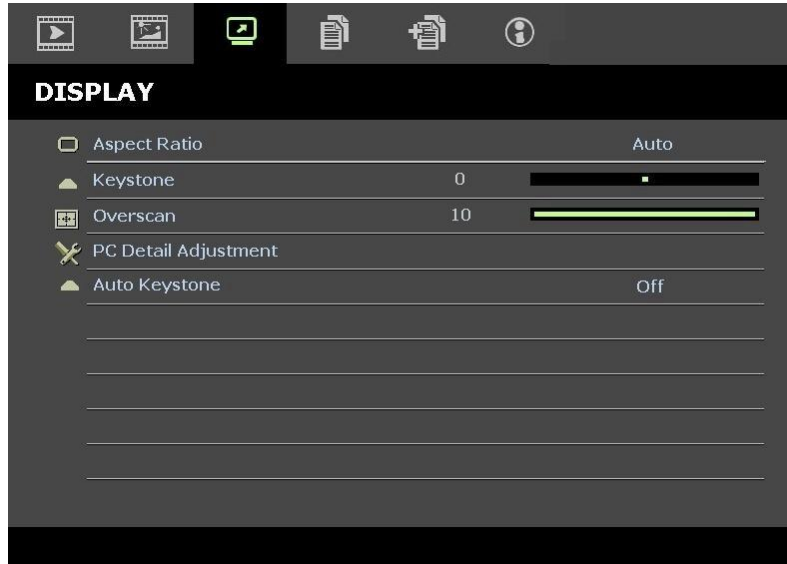 DISPLAY
Aspect Ratio Auto
Keystone 0
Overscan 10
PC Detail Adjustment
Auto Keystone Off